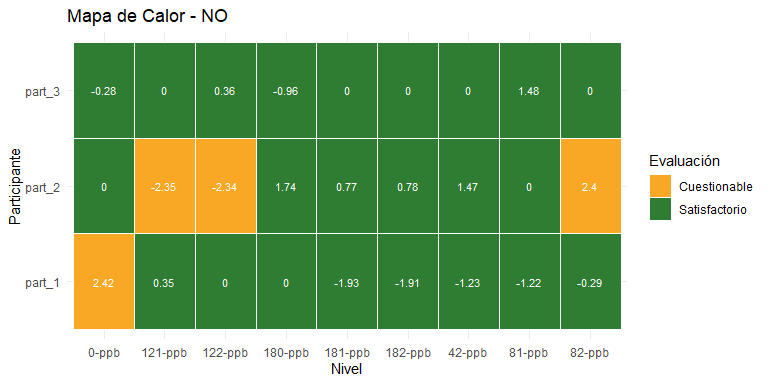 Mapa de Calor - NO
Participante
part_3 -0.28 0 0.36 -0.96 0 0 0 1.48 0
part_2 0 -2.35 -2.34 1.74 0.77 0.78 1.47 0 2.4
part_1 2.42 0.35 0 0 -1.93 -1.91 -1.23 -1.22 -0.29
0-ppb 121-ppb 122-ppb 180-ppb 181-ppb 182-ppb 42-ppb 81-ppb 82-ppb
Nivel
Evaluación
Cuestionable
Satisfactorio